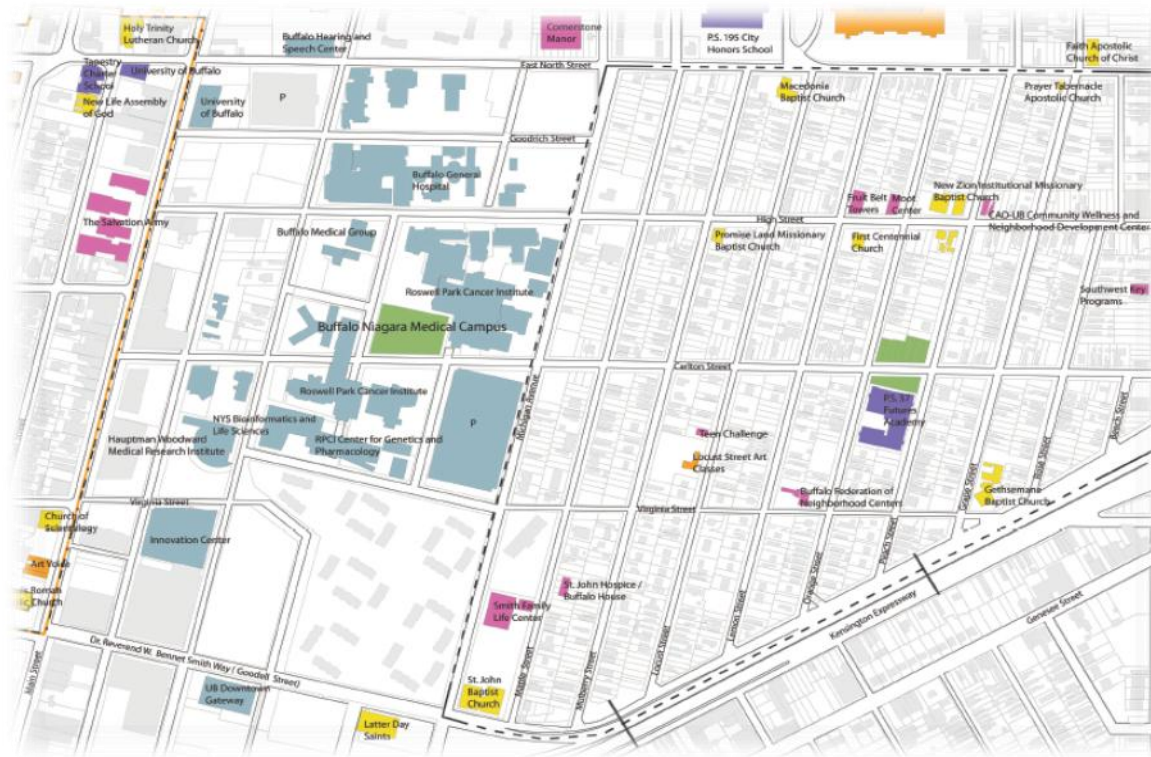 Holy Trinity
Lutheran Church
Buffalo Hearing and
Speech Center
Cornerstone
Manor
P.S. 195 City
Honors School
Faith Apostolic
Church of Christ
East North Street
Tapestry
Charter
School
University of Buffalo
New Life Assembly
of God
University
of Buffalo
P
Macedonia
Baptist Church
Prayer Tabernacle
Apostolic Church
Goodrich Street
Buffalo General
Hospital
Fruit Belt
Towers
Moot
Center
New Zion Institutional Missionary
Baptist Church
High Street
CAO-UB Community Wellness and
Neighborhood Development Center
The Salvation Army
Buffalo Medical Group
Promise Land Missionary
Baptist Church
First Centennial
Church
Roswell Park Cancer Institute
Southwest Key
Programs
Buffalo Niagara Medical Campus
Carlton Street
Roswell Park Cancer Institute
Michigan Avenue
P.S. 37
Futures
Academy
Beech Street
NYS Bioinformatics and
Life Sciences
P
Hauptman Woodward
Medical Research Institute
RPCI Center for Genetics and
Pharmacology
Teen Challenge
Locust Street Art
Classes
Rose Street
Grape Street
Gethsemane
Baptist Church
Buffalo Federation of
Neighborhood Centers
Virginia Street
Virginia Street
Church of
Scientology
Innovation Center
Peach Street
Art Voice
Roman
Church
St. John Hospice /
Buffalo House
Smith Family
Life Center
Orange Street
Lemon Street
Kensington Expressway
Genesee Street
Dr. Reverend W. Bennet Smith Way (Goodell Street)
Main Street
Maple Street
Mulberry Street
Locust Street
UB Downtown
Gateway
St. John
Baptist
Church
Latter Day
Saints